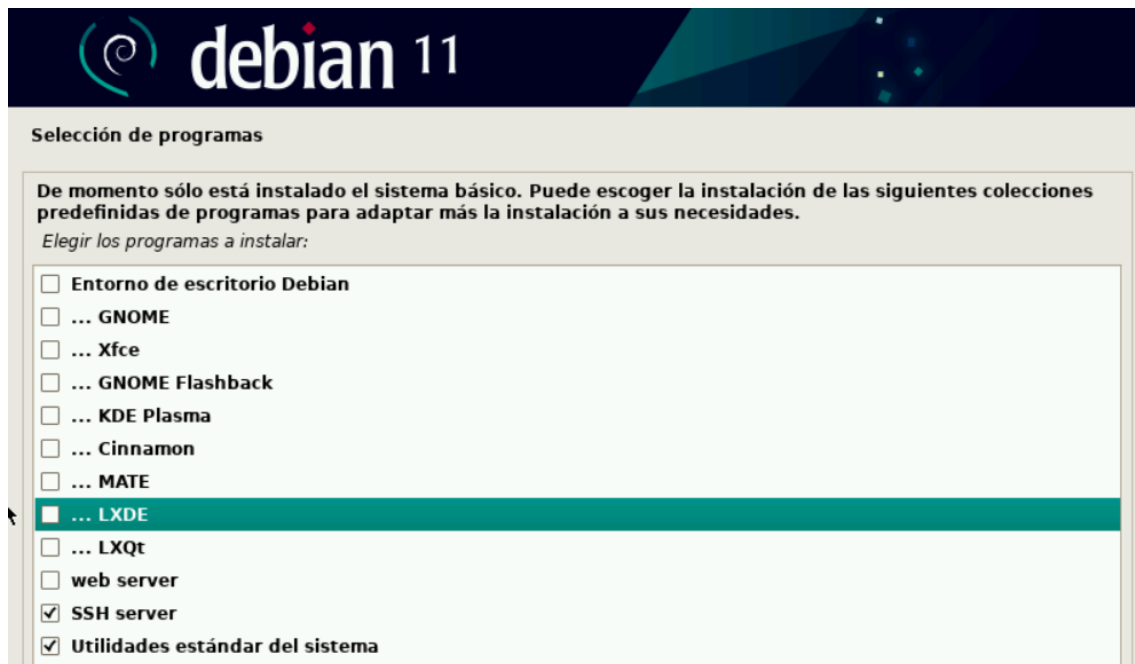 debian 11
Selección de programas
De momento sólo está instalado el sistema básico. Puede escoger la instalación de las siguientes colecciones
predefinidas de programas para adaptar más la instalación a sus necesidades.
Elegir los programas a instalar:
Entorno de escritorio Debian
... GNOME
... Xfce
... GNOME Flashback
... KDE Plasma
... Cinnamon
... MATE
... LXDE
... LXQt
web server
SSH server
Utilidades estándar del sistema